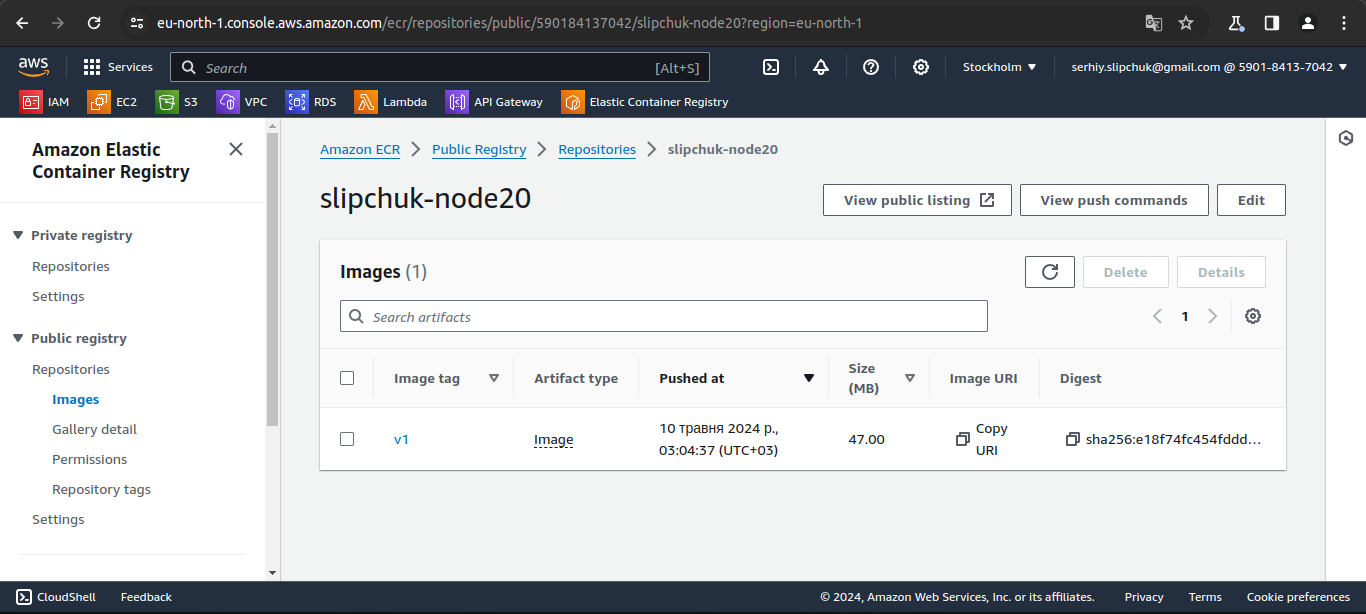 eu-north-1.console.aws.amazon.com/ecr/repositories/public/590184137042/slipchuk-node20?region=eu-north-1
aws
Services
Search
[Alt+S]
Stockholm
serhiy.slipchuk@gmail.com @ 5901-8413-7042
IAM
EC2
S3
VPC
RDS
Lambda
API Gateway
Elastic Container Registry
Amazon Elastic
Container Registry
Private registry
Repositories
Settings
Public registry
Repositories
Images
Gallery detail
Permissions
Repository tags
Settings
Amazon ECR
Public Registry
Repositories
slipchuk-node20
slipchuk-node20
View public listing
View push commands
Edit
Images (1)
Delete
Details
Search artifacts
1
Image tag
Artifact type
Pushed at
Size
(MB)
Image URI
Digest
v1
Image
10 травня 2024 р.,
03:04:37 (UTC+03)
47.00
Copy
URI
sha256:e18f74fc454fddd...
CloudShell
Feedback
© 2024, Amazon Web Services, Inc. or its affiliates.
Privacy
Terms
Cookie preferences